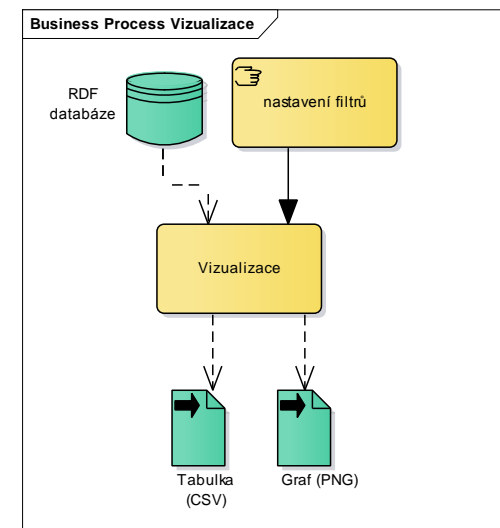 Business Process Vizualizace
RDF
databáze
nastavení filtrů
Vizualizace
Tabulka
(CSV)
Graf (PNG)